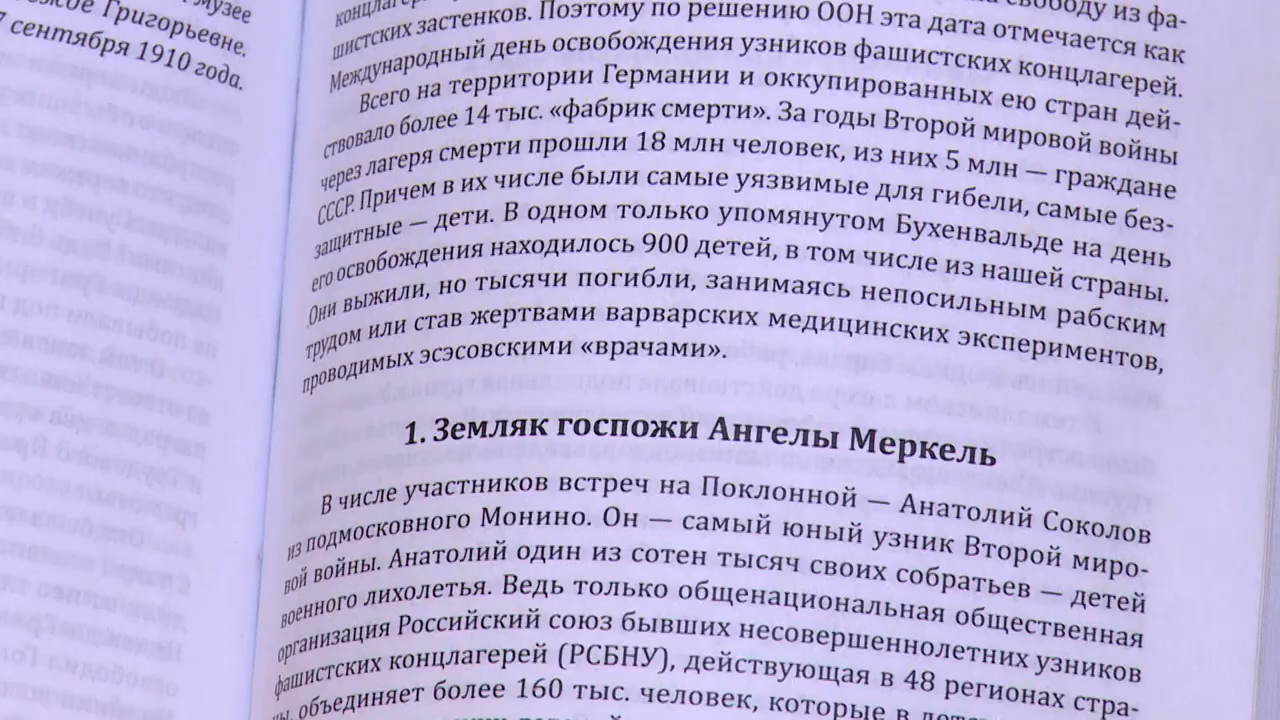 музее
Григорьевне.
сентября 1910 года.
свободу из фа-
шистских застенков. Поэтому по решению ООН эта дата отмечается как
Международный день освобождения узников фашистских концлагерей.
Всего на территории Германии и оккупированных ею стран дей-
ствовало более 14 тыс. «фабрик смерти». За годы Второй мировой войны
через лагеря смерти прошли 18 млн человек, из них 5 млн — граждане
СССР. Причем в их числе были самые уязвимые для гибели, самые без-
защитные — дети. В одном только упомянутом Бухенвальде на день
его освобождения находилось 900 детей, в том числе из нашей страны.
Они выжили, но тысячи погибли, занимаясь непосильным рабским
трудом или став жертвами варварских медицинских экспериментов,
проводимых эсэсовскими «врачами».
1. Земляк госпожи Ангелы Меркель
В числе участников встреч на Поклонной — Анатолий Соколов
из подмосковного Монино. Он — самый юный узник Второй миро-
вой войны. Анатолий один из сотен тысяч своих собратьев — детей
военного лихолетья. Ведь только общенациональная общественная
организация Российский союз бывших несовершеннолетних узников
фашистских концлагерей (РСБНУ), действующая в 48 регионах стра-
ны, объединяет более 160 тыс. человек, которые в